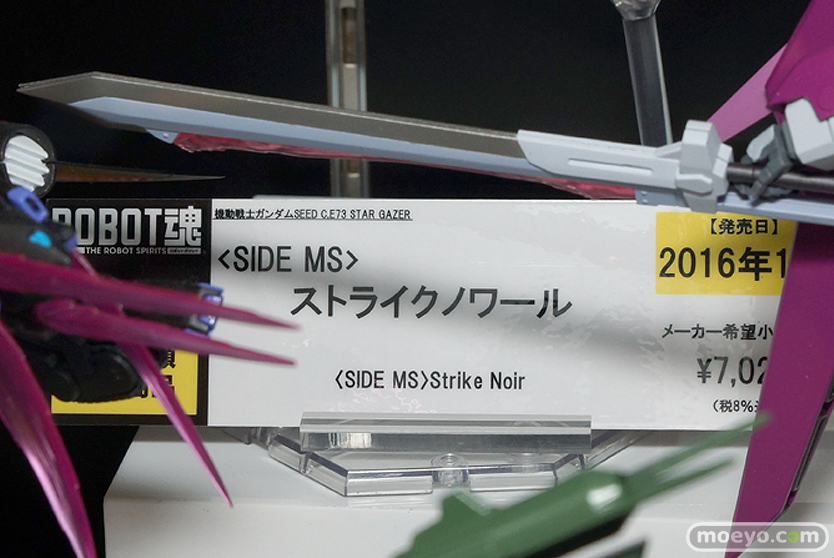 ROBOT魂
THE ROBOT SPIRITS
機動戦士ガンダムSEED C.E73 STAR GAZER
<SIDE MS>
ストライクノワール
<SIDE MS>Strike Noir
【発売日】
2016年1
メーカー希望小
¥7,02
(税8%
moeyo.com